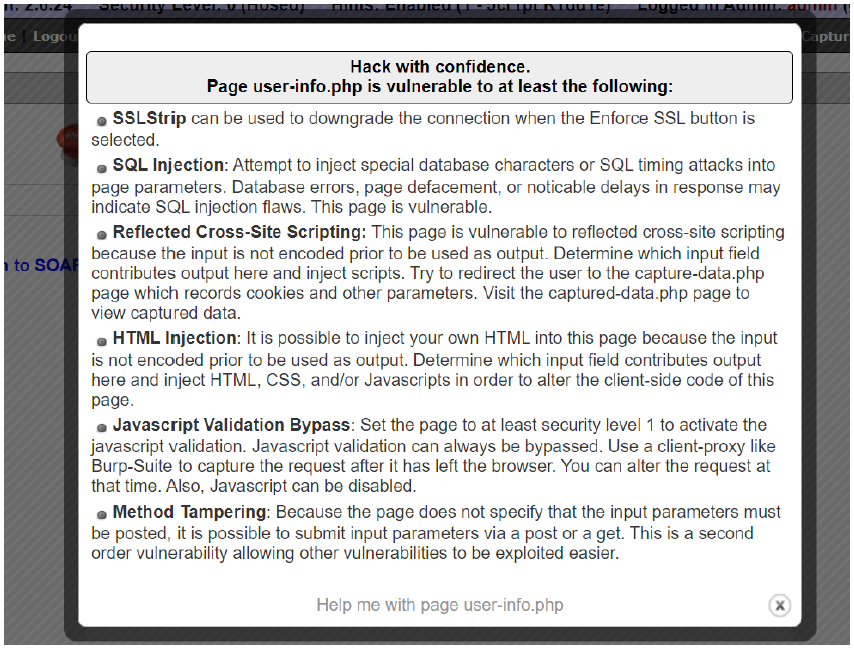 Security Level: 0 (Hosed) Hints: Enabled (1 - 5cr1pt K1dd1e) Logged In Admin: admin
Logou
Captur
Hack with confidence.
Page user-info.php is vulnerable to at least the following:
SSLStrip can be used to downgrade the connection when the Enforce SSL button is
selected.
SQL Injection: Attempt to inject special database characters or SQL timing attacks into
page parameters. Database errors, page defacement, or noticable delays in response may
indicate SQL injection flaws. This page is vulnerable.
Reflected Cross-Site Scripting: This page is vulnerable to reflected cross-site scripting
because the input is not encoded prior to be used as output. Determine which input field
contributes output here and inject scripts. Try to redirect the user to the capture-data.php
page which records cookies and other parameters. Visit the captured-data.php page to
view captured data.
n to SOAP
HTML Injection: It is possible to inject your own HTML into this page because the input
is not encoded prior to be used as output. Determine which input field contributes output
here and inject HTML, CSS, and/or Javascripts in order to alter the client-side code of this
page.
Javascript Validation Bypass: Set the page to at least security level 1 to activate the
javascript validation. Javascript validation can always be bypassed. Use a client-proxy like
Burp-Suite to capture the request after it has left the browser. You can alter the request at
that time. Also, Javascript can be disabled.
Method Tampering: Because the page does not specify that the input parameters must
be posted, it is possible to submit input parameters via a post or a get. This is a second
order vulnerability allowing other vulnerabilities to be exploited easier.
Help me with page user-info.php